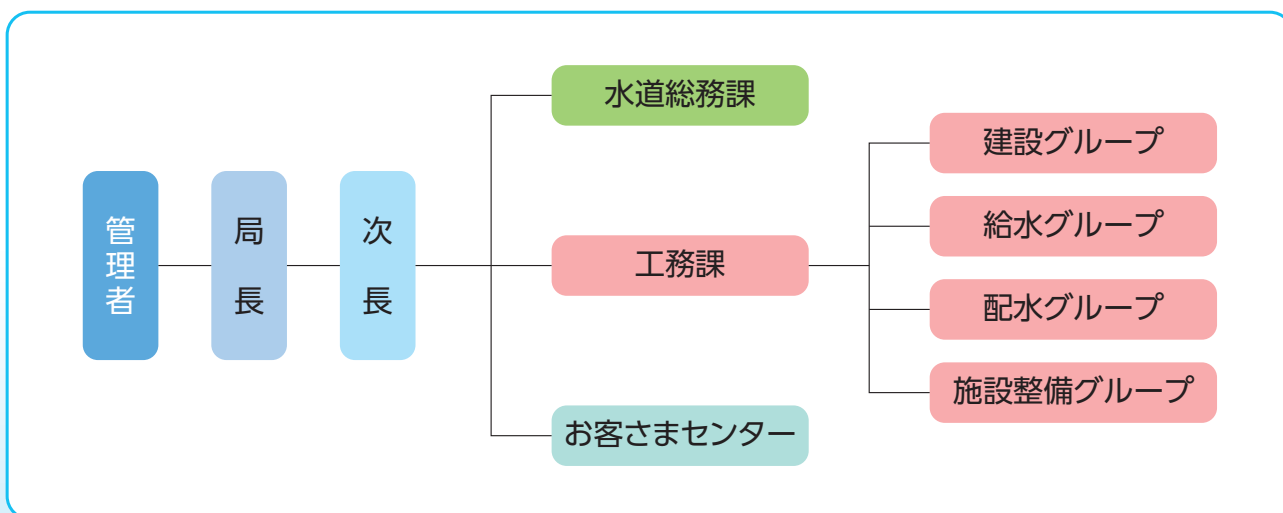 管理者
局長
次長
水道総務課
工務課
お客さまセンター
建設グループ
給水グループ
配水グループ
施設整備グループ